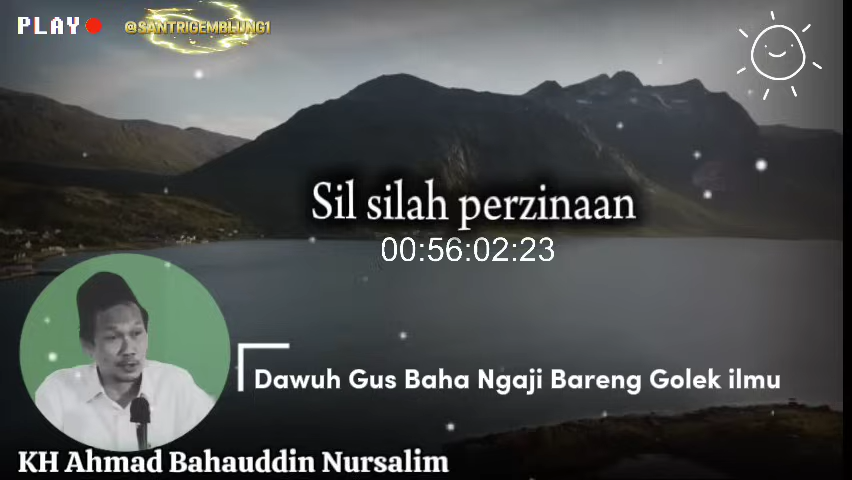 PLAY
@SANTRIGEMBLUNG1
Sil silah perzinaan
00:56:02:23
Dawuh Gus Baha Ngaji Bareng Golek ilmu
KH Ahmad Bahauddin Nursalim